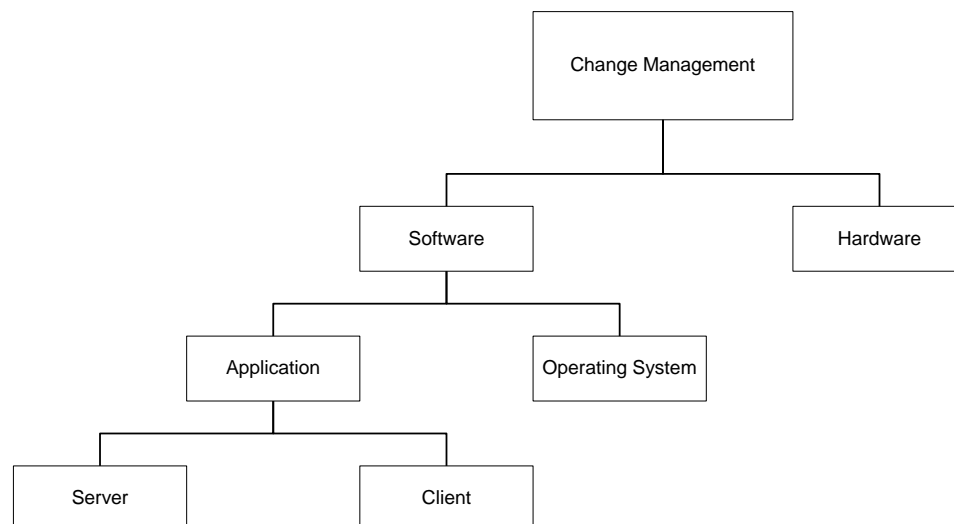 Change Management
Software
Hardware
Application
Operating System
Server
Client